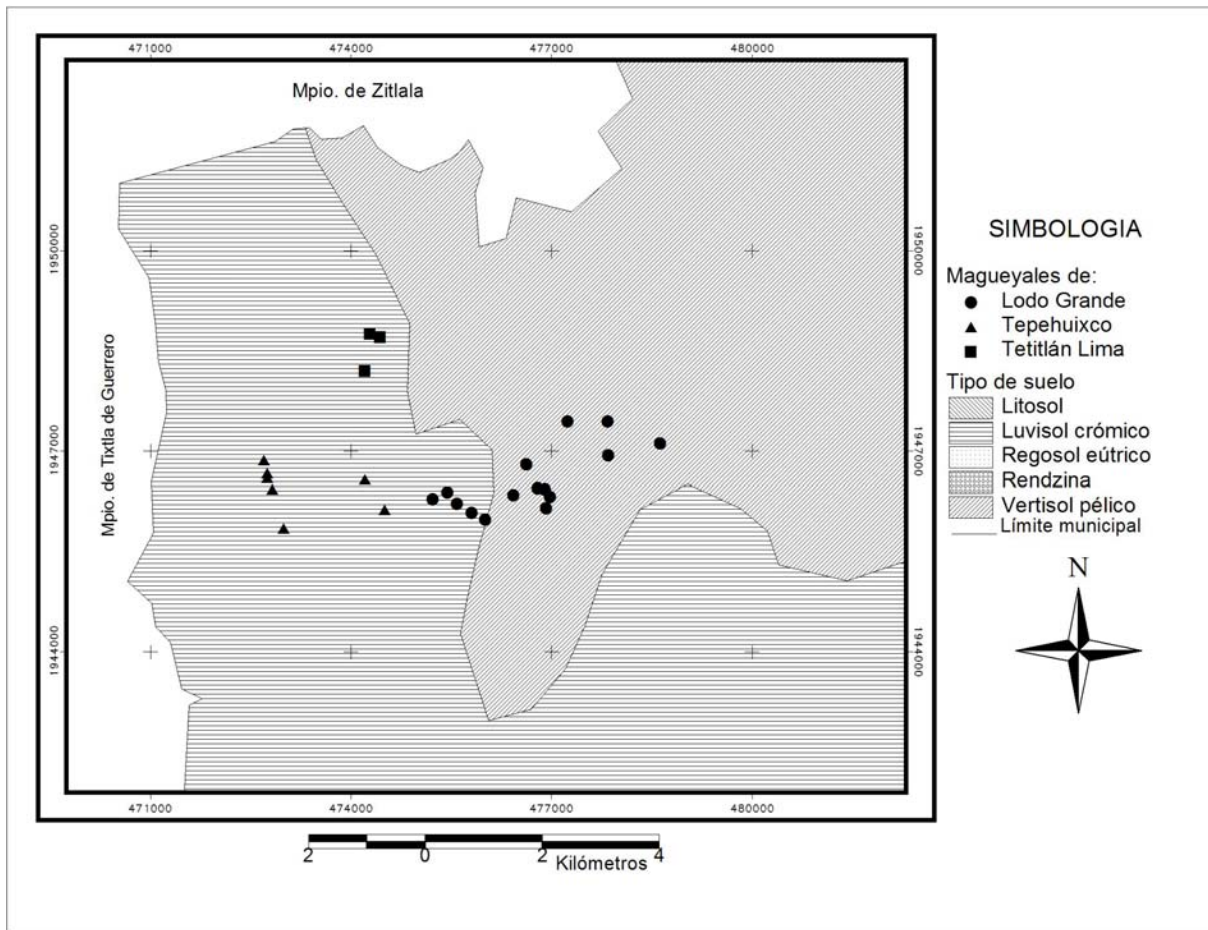 471000 474000 477000 480000
Mpio. de Zitlala
1950000 1950000
Mpio. de Tixtla de Guerrero
1947000 1947000
1944000 1944000
471000 474000 477000 480000
2 0 2 4
Kilómetros
SIMBOLOGIA
Magueyales de:
Lodo Grande
Tepehuixco
Tetitlán Lima
Tipo de suelo
Litosol
Luvisol crómico
Regosol eútrico
Rendzina
Vertisol pélico
Límite municipal
N